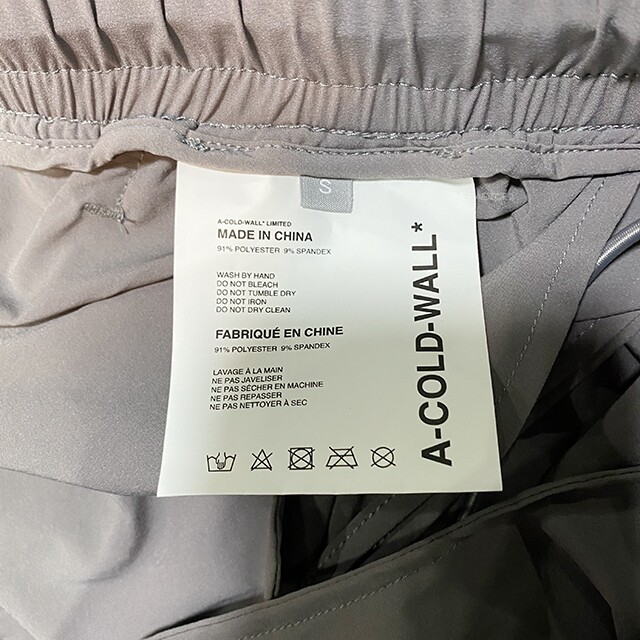 S
A-COLD-WALL* LIMITED
MADE IN CHINA
91% POLYESTER 9% SPANDEX
WASH BY HAND
DO NOT BLEACH
DO NOT TUMBLE DRY
DO NOT IRON
DO NOT DRY CLEAN
FABRIQUÉ EN CHINE
91% POLYESTER 9% SPANDEX
LAVAGE À LA MAIN
NE PAS JAVELISER
NE PAS SÉCHER EN MACHINE
NE PAS REPASSER
NE PAS NETTOYER À SEC
A-COLD-WALL*